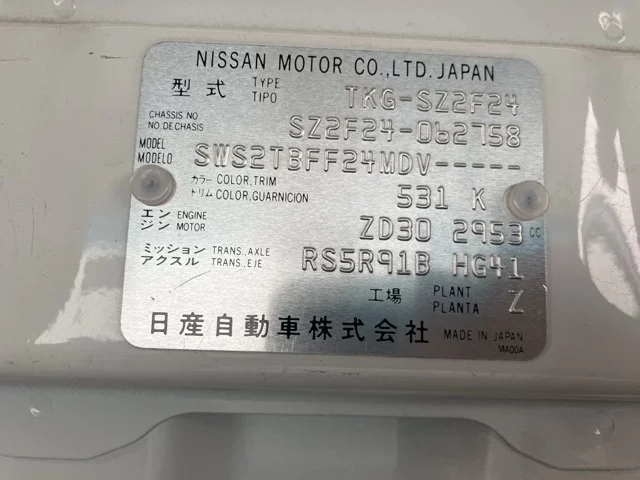 NISSAN MOTOR CO.,LTD. JAPAN
型式 TYPE TIPO TKG-SZ2F24
CHASSIS NO NO. DE CHASIS SZ2F24-062758
MODEL MODELO SWS2TBFF24MDV-----
カラー COLOR, TRIM
トリム COLOR, GUARNICION 531 K
エンジン ENGINE MOTOR ZD30 2953 CC
ミッション TRANS., AXLE
アクスル TRANS., EJE RS5R91B HG41
工場 PLANT PLANTA Z
日産自動車株式会社 MADE IN JAPAN
MA00A